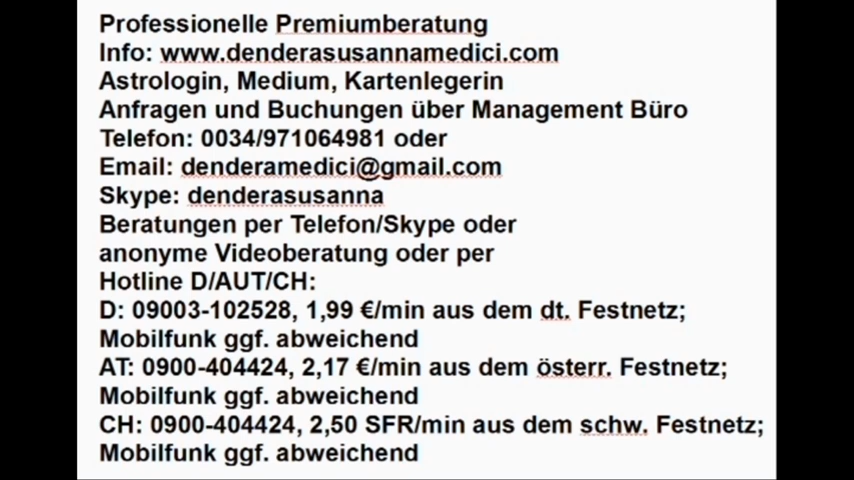 Professionelle Premiumberatung
Info: www.denderasusannamedici.com
Astrologin, Medium, Kartenlegerin
Anfragen und Buchungen über Management Büro
Telefon: 0034/971064981 oder
Email: denderamedici@gmail.com
Skype: denderasusanna
Beratungen per Telefon/Skype oder
anonyme Videoberatung oder per
Hotline D/AUT/CH:
D: 09003-102528, 1,99 €/min aus dem dt. Festnetz;
Mobilfunk ggf. abweichend
AT: 0900-404424, 2,17 €/min aus dem österr. Festnetz;
Mobilfunk ggf. abweichend
CH: 0900-404424, 2,50 SFR/min aus dem schw. Festnetz;
Mobilfunk ggf. abweichend